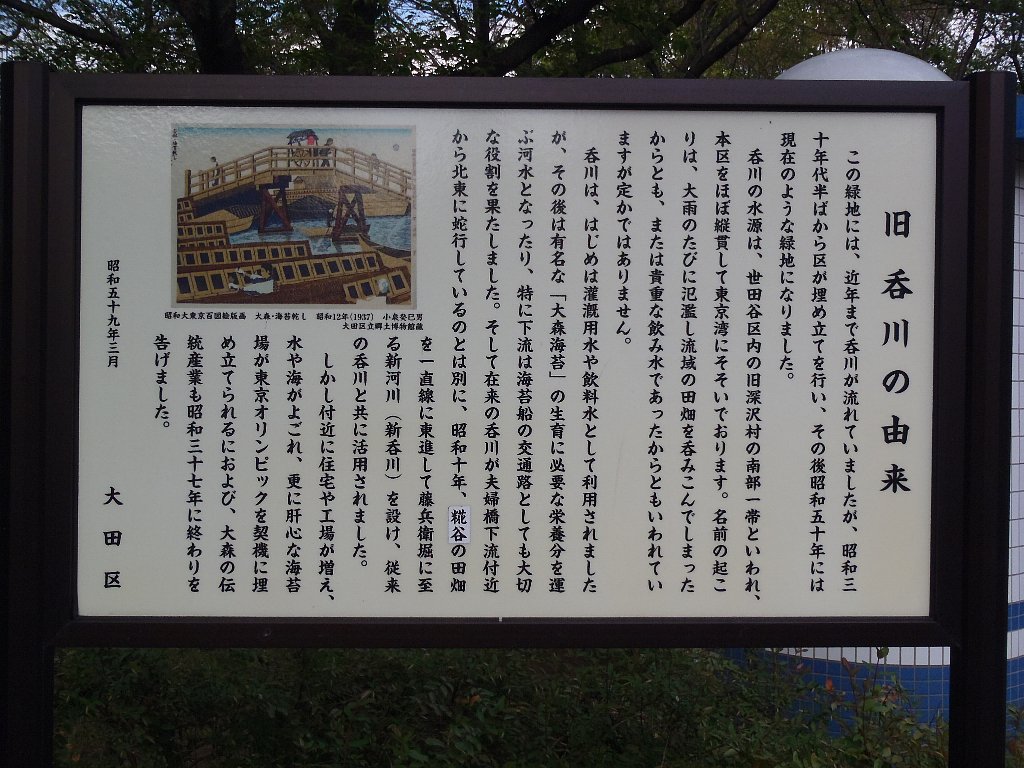 旧呑川の由来
この緑地には、近年まで呑川が流れていましたが、昭和三
十年代半ばから区が埋め立てを行い、その後昭和五十年には
現在のような緑地になりました。
呑川の水源は、世田谷区内の旧深沢村の南部一帯といわれ、
本区をほぼ縦貫して東京湾にそそいでおります。名前の起こ
りは、大雨のたびに氾濫し流域の田畑を呑みこんでしまった
からとも、または貴重な飲み水であったからともいわれてい
ますが定かではありません。
呑川は、はじめは灌漑用水や飲料水として利用されました
が、その後は有名な「大森海苔」の生育に必要な栄養分を運
ぶ河水となったり、特に下流は海苔船の交通路としても大切
な役割を果たしました。そして在来の呑川が夫婦橋下流付近
から北東に蛇行しているのとは別に、昭和十年、糀谷の田畑
を一直線に東進して藤兵衛堀に至
る新河川（新呑川）を設け、従来
の呑川と共に活用されました。
しかし付近に住宅や工場が増え、
水や海がよごれ、更に肝心な海苔
場が東京オリンピックを契機に埋
め立てられるにおよび、大森の伝
統産業も昭和三十七年に終わりを
告げました。
昭和大東京百図絵版画 大森・海苔乾し 昭和12年(1937) 小泉癸巳男
大田区立郷土博物館蔵
昭和五十九年三月
大田区